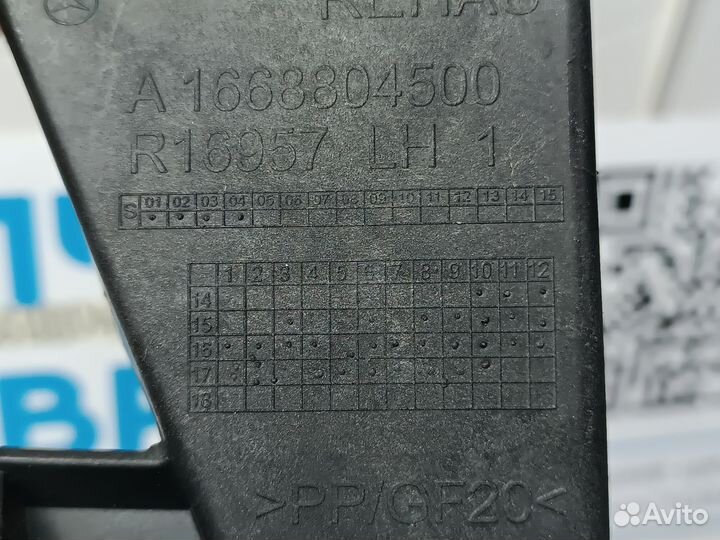 REHAU
A 1668804500
R16957 LH 1
S 01 02 03 04 05 06 07 08 09 10 11 12 13 14 15
1 2 3 4 5 6 7 8 9 10 11 12
14
15
16
17
18
>PP/GF20<
Avito